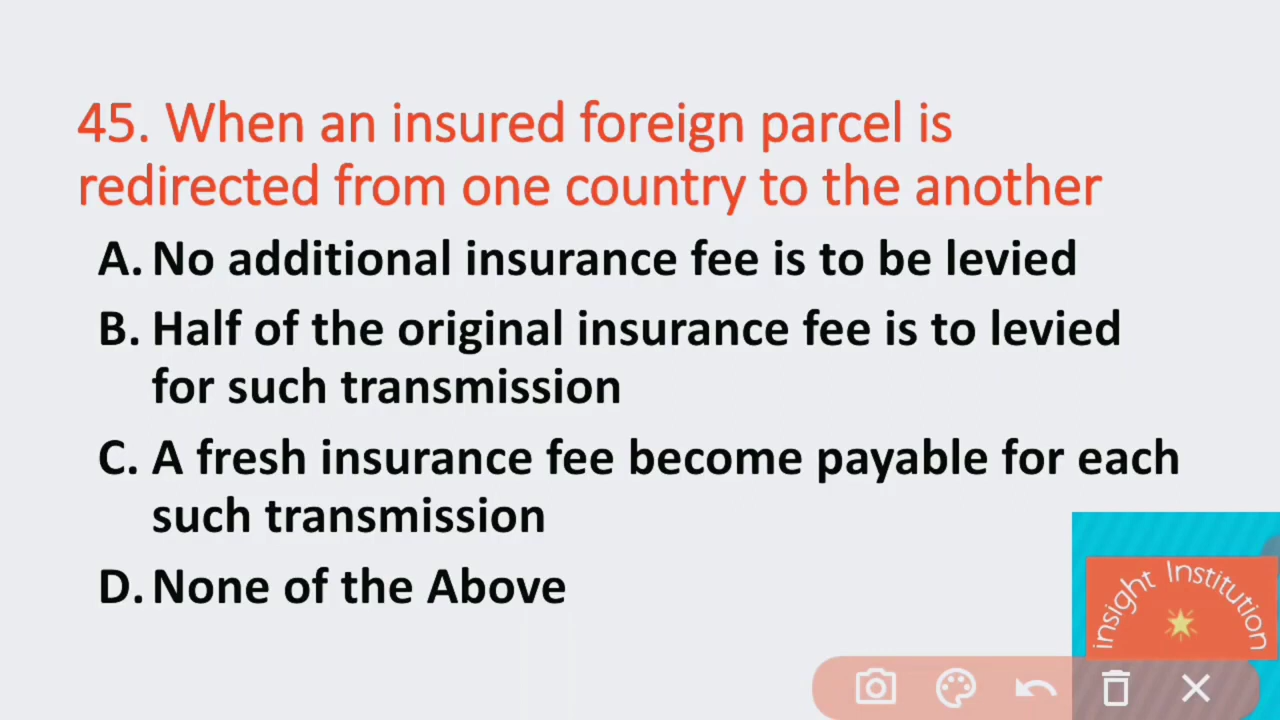 45. When an insured foreign parcel is
redirected from one country to the another
A. No additional insurance fee is to be levied
B. Half of the original insurance fee is to levied
for such transmission
C. A fresh insurance fee become payable for each
such transmission
D. None of the Above
insight Institution